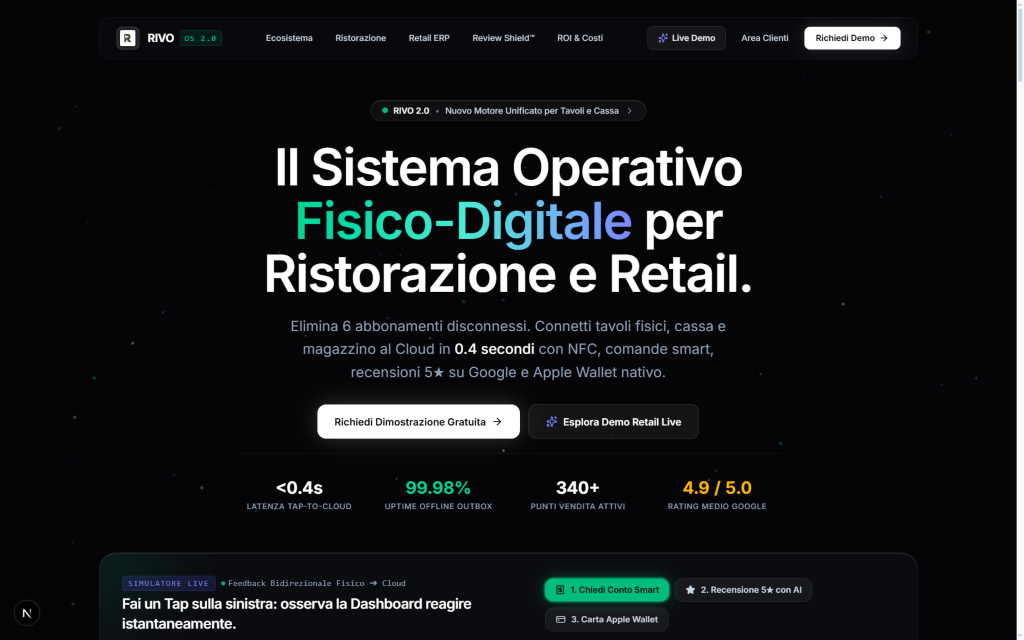 R RIVO OS 2.0 Ecosistema Ristorazione Retail ERP Review Shield™ ROI & Costi Live Demo Area Clienti Richiedi Demo →
RIVO 2.0 • Nuovo Motore Unificato per Tavoli e Cassa >
Il Sistema Operativo
Fisico-Digitale per
Ristorazione e Retail.
Elimina 6 abbonamenti disconnessi. Connetti tavoli fisici, cassa e
magazzino al Cloud in 0.4 secondi con NFC, comande smart,
recensioni 5★ su Google e Apple Wallet nativo.
Richiedi Dimostrazione Gratuita → Esplora Demo Retail Live
<0.4s 99.98% 340+ 4.9 / 5.0
LATENZA TAP-TO-CLOUD UPTIME OFFLINE OUTBOX PUNTI VENDITA ATTIVI RATING MEDIO GOOGLE
SIMULATORE LIVE Feedback Bidirezionale Fisico → Cloud
Fai un Tap sulla sinistra: osserva la Dashboard reagire
istantaneamente.
1. Chiedi Conto Smart 2. Recensione 5★ con AI
3. Carta Apple Wallet
N